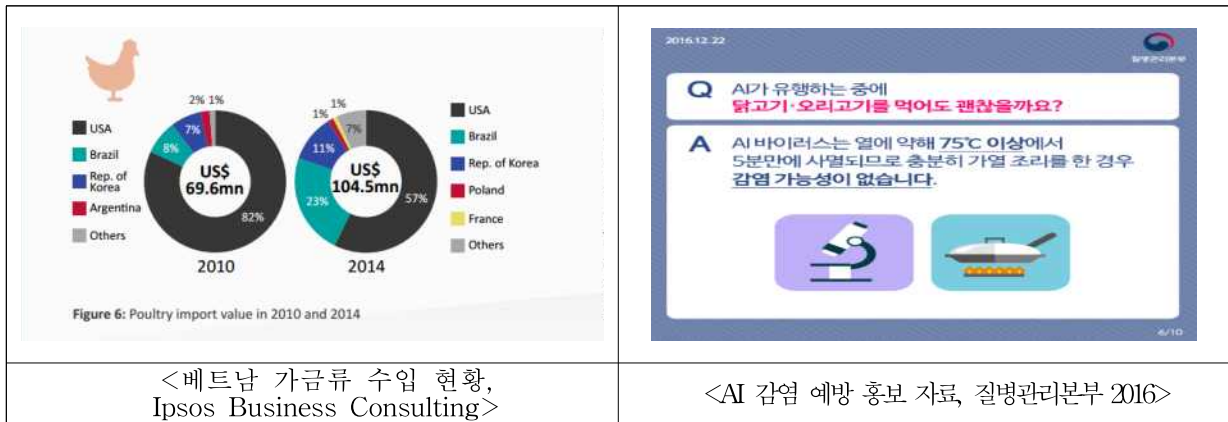 2% 1%
USA
Brazil
Rep. of
Korea
Argentina
Others
7%
8%
US$
69.6mn
82%
2010
1%
1%
7%
11%
23%
US$
104.5mn
57%
2014
USA
Brazil
Rep. of Korea
Poland
France
Others
Figure 6: Poultry import value in 2010 and 2014
2016.12.22
질병관리본부
Q AI가 유행하는 중에
닭고기·오리고기를 먹어도 괜찮을까요?
A AI 바이러스는 열에 약해 75℃ 이상에서
5분만에 사멸되므로 충분히 가열 조리를 한 경우
감염 가능성이 없습니다.
6/10
<베트남 가금류 수입 현황,
Ipsos Business Consulting>
<AI 감염 예방 홍보 자료, 질병관리본부 2016>